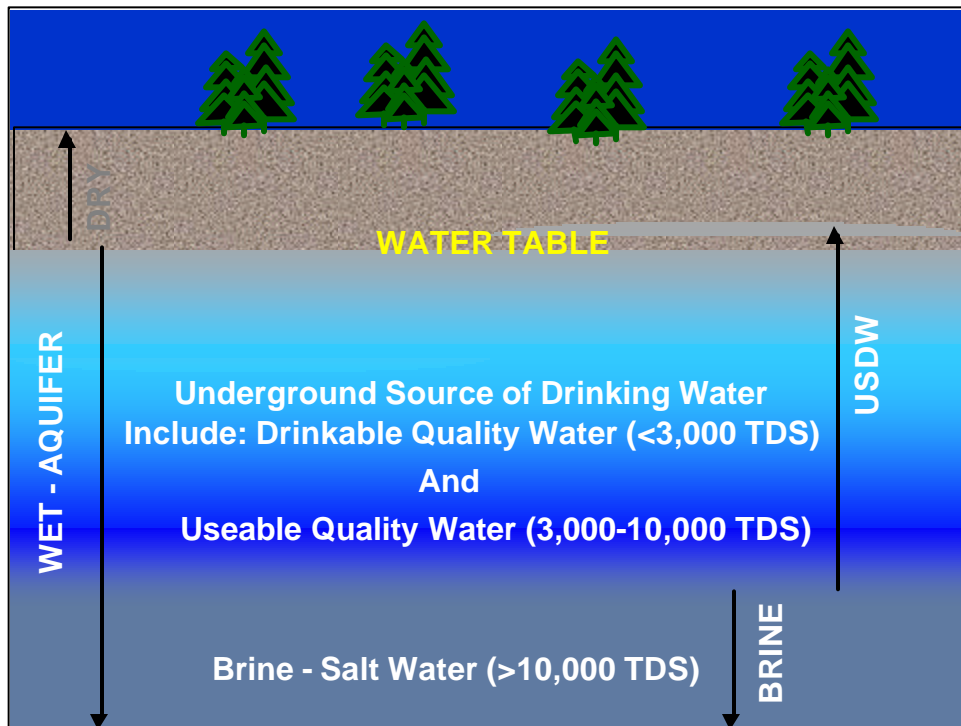 DRY
WATER TABLE
WET - AQUIFER
USDW
Underground Source of Drinking Water
Include: Drinkable Quality Water (<3,000 TDS)
And
Useable Quality Water (3,000-10,000 TDS)
BRINE
Brine - Salt Water (>10,000 TDS)